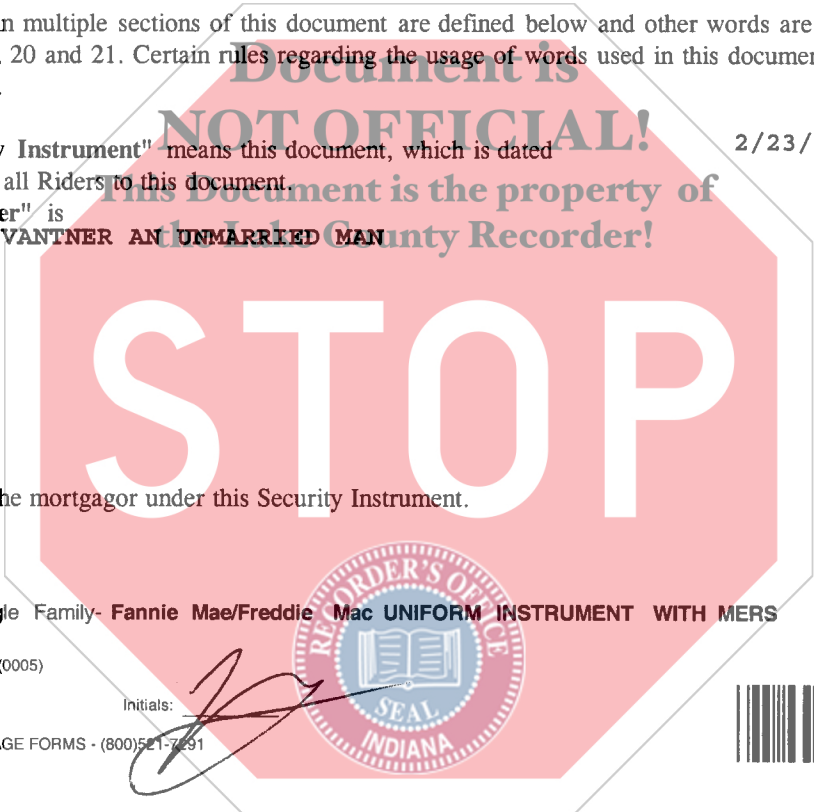 n multiple sections of this document are defined below and other words are
20 and 21. Certain rules regarding the usage of words used in this documen
Document is
NOT OFFICIAL!
y Instrument" means this document, which is dated 2/23/
all Riders to this document.
This Document is the property of
er" is
VANTNER AN UNMARRIED MAN
the Lake County Recorder!
STOP
he mortgagor under this Security Instrument.
RECORDER'S OFFICE
le Family- Fannie Mae/Freddie Mac UNIFORM INSTRUMENT WITH MERS
(0005)
Initials:
SEAL
INDIANA
AGE FORMS - (800)521-7291